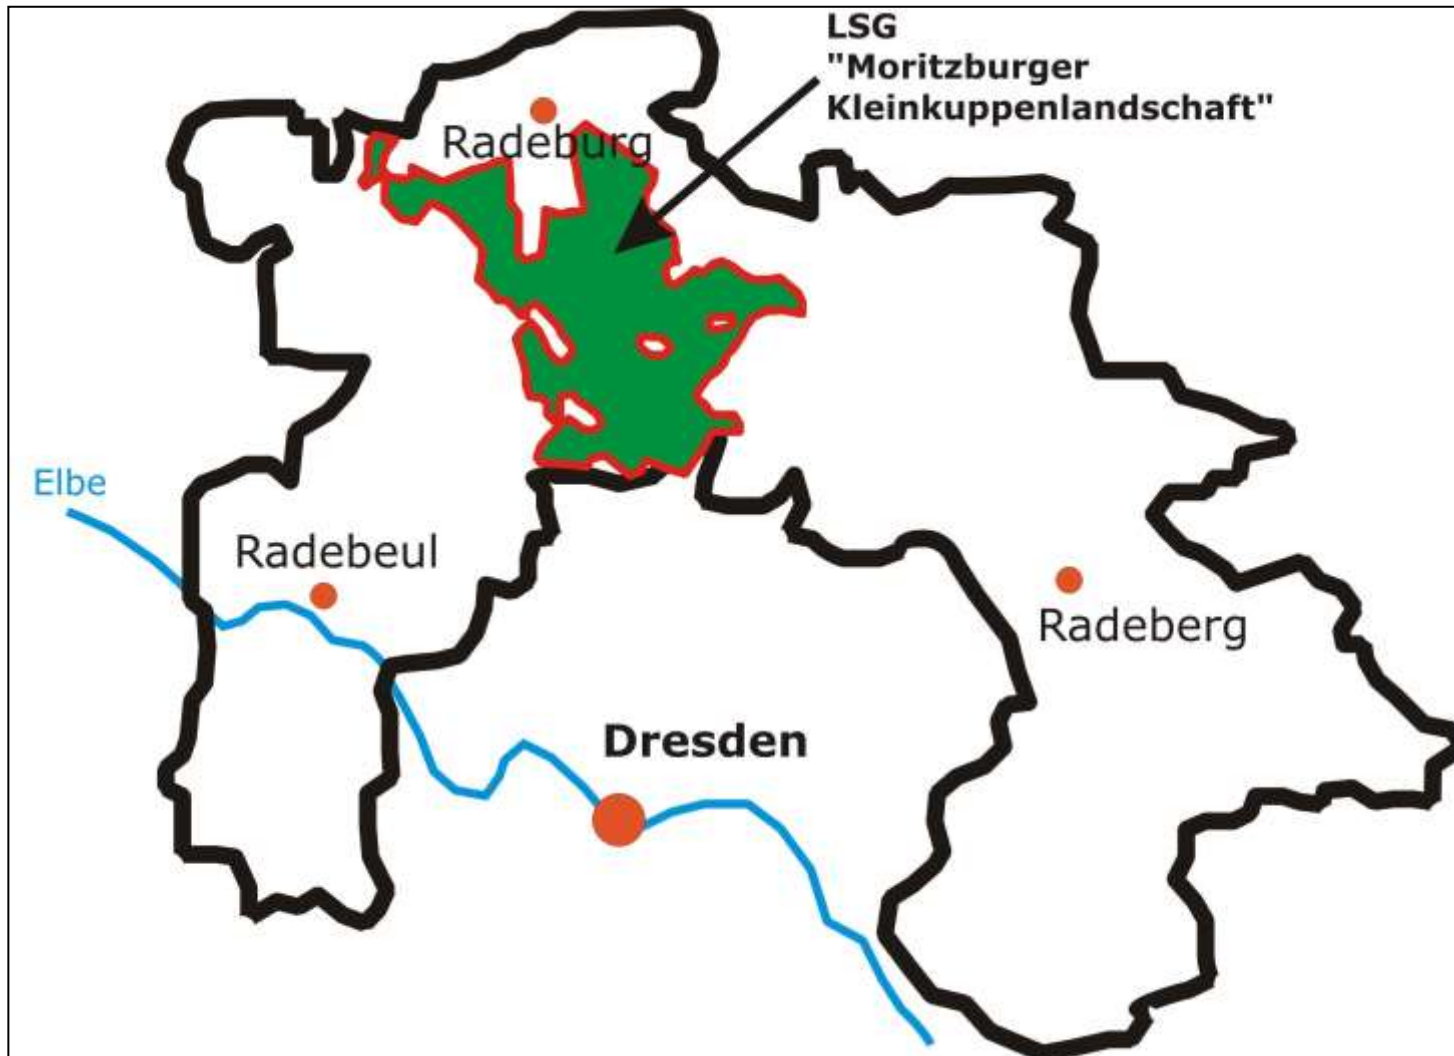 LSG
"Moritzburger
Kleinkuppenlandschaft"
Radeburg
Elbe
Radebeul
Radeberg
Dresden